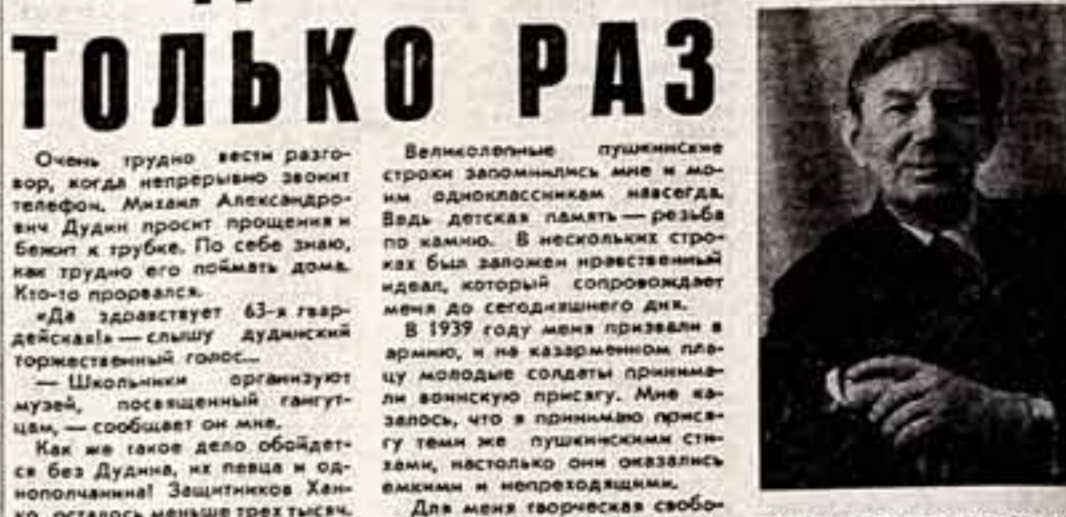 ТОЛЬКО РАЗ
Очень трудно вести разго-
вор, когда непрерывно звонит
телефон. Михаил Александро-
вич Дудин просит прощения и
бежит к трубке. По себе знаю,
как трудно его поймать дома.
Кто-то прорвался.
«Да здравствует 63-я гвар-
дейская!» — слышу дудинский
торжественный голос...
— Школьники организуют
музей, посвященный гангут-
цам, — сообщает он мне.
Как же такое дело обойдет-
ся без Дудина, их певца и од-
нополчанина! Защитников Хан-
ко осталось меньше трех тысяч.
Великолепные пушкинские
строки запомнились мне и мо-
им одноклассникам навсегда.
Ведь детская память — резьба
по камню. В нескольких стро-
ках был заложен нравственный
идеал, который сопровождает
меня до сегодняшнего дня.
В 1939 году меня призвали в
армию, и на казарменном пла-
цу молодые солдаты принима-
ли воинскую присягу. Мне ка-
залось, что я принимаю прися-
гу теми же пушкинскими сти-
хами, настолько они оказались
емкими и непреходящими.
Для меня творческая свобо-